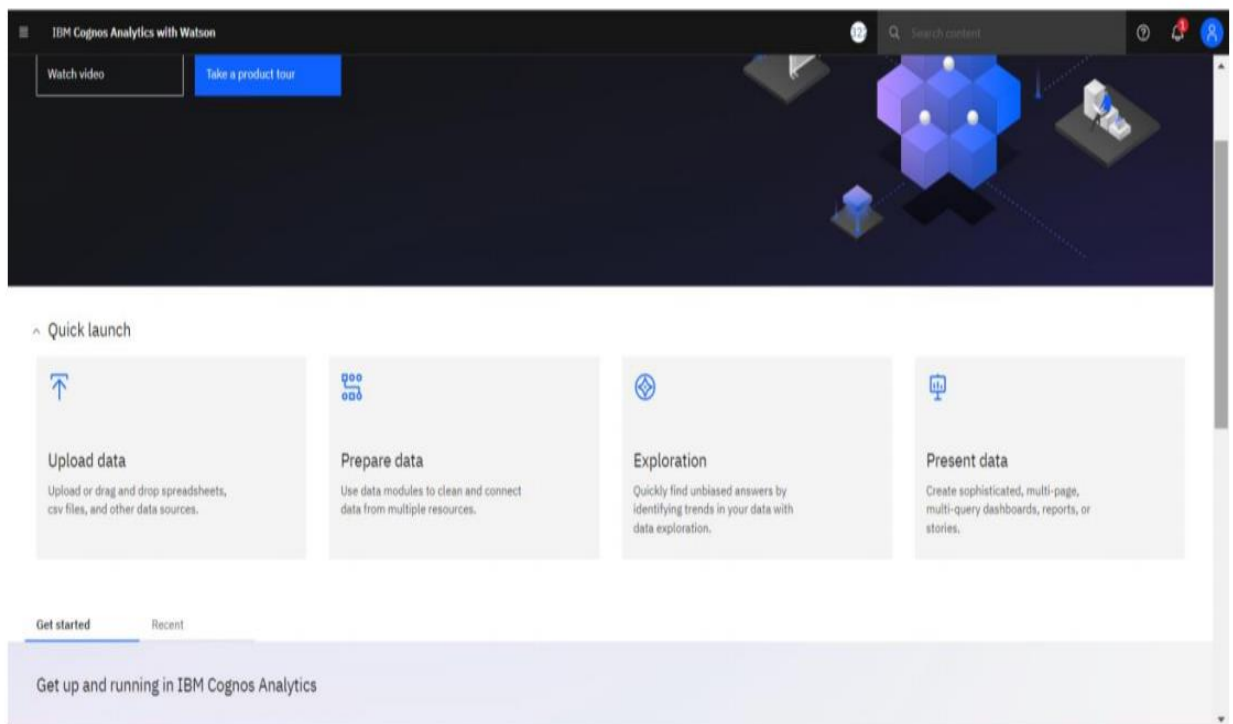 IBM Cognos Analytics with Watson
Search content
1
Watch video
Take a product tour
Quick launch
Upload data
Upload or drag and drop spreadsheets,
csv files, and other data sources.
Prepare data
Use data modules to clean and connect
data from multiple resources.
Exploration
Quickly find unbiased answers by
identifying trends in your data with
data exploration.
Present data
Create sophisticated, multi-page,
multi-query dashboards, reports, or
stories.
Get started
Recent
Get up and running in IBM Cognos Analytics